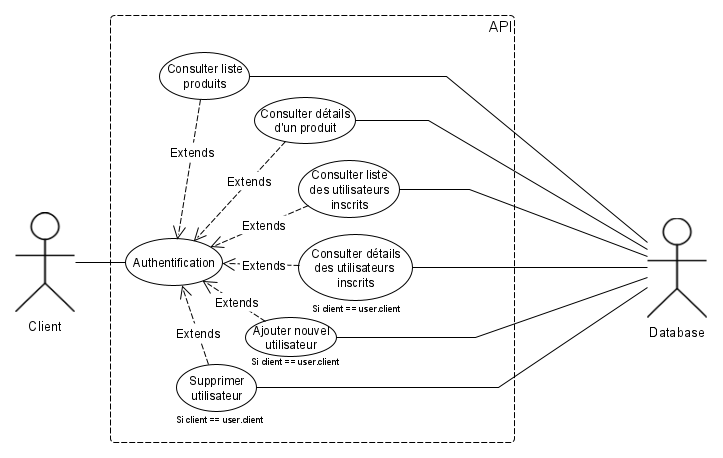 API
Consulter liste
produits
Consulter détails
d'un produit
Extends
Extends
Consulter liste
des utilisateurs
inscrits
Extends
Authentification
Extends
Consulter détails
des utilisateurs
inscrits
Si client == user.client
Client
Database
Extends
Ajouter nouvel
utilisateur
Si client == user.client
Extends
Supprimer
utilisateur
Si client == user.client